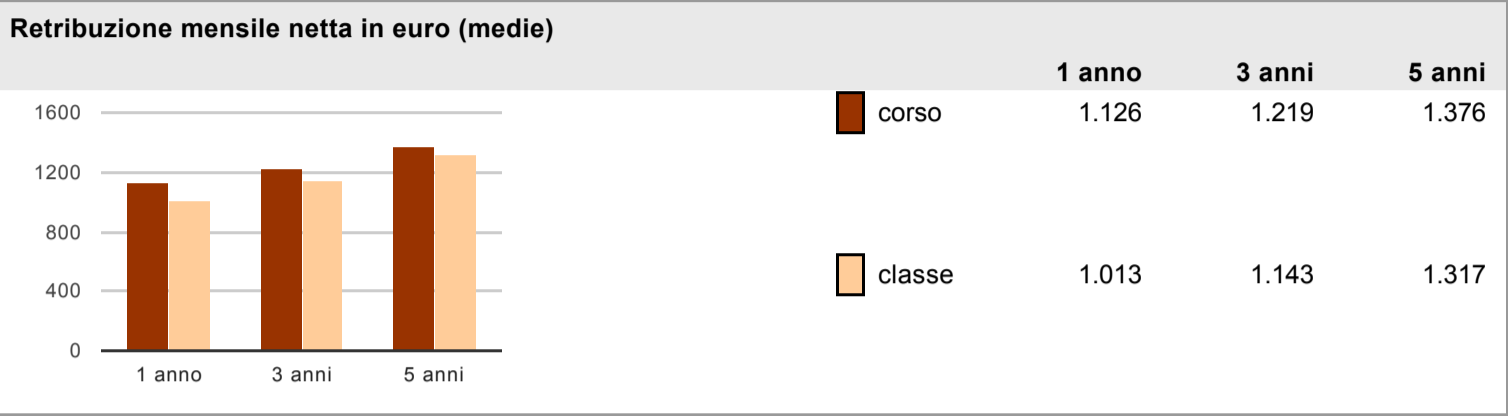 Retribuzione mensile netta in euro (medie)
1 anno 3 anni 5 anni
1600
1200
800
400
0
1 anno 3 anni 5 anni
corso 1.126 1.219 1.376
classe 1.013 1.143 1.317